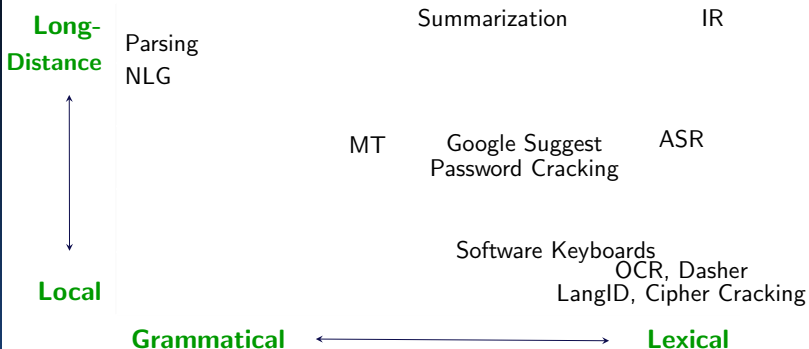 Long-
Distance
Summarization
IR
Parsing
NLG
MT
Google Suggest
ASR
Password Cracking
Software Keyboards
OCR, Dasher
Local
LangID, Cipher Cracking
Grammatical
Lexical